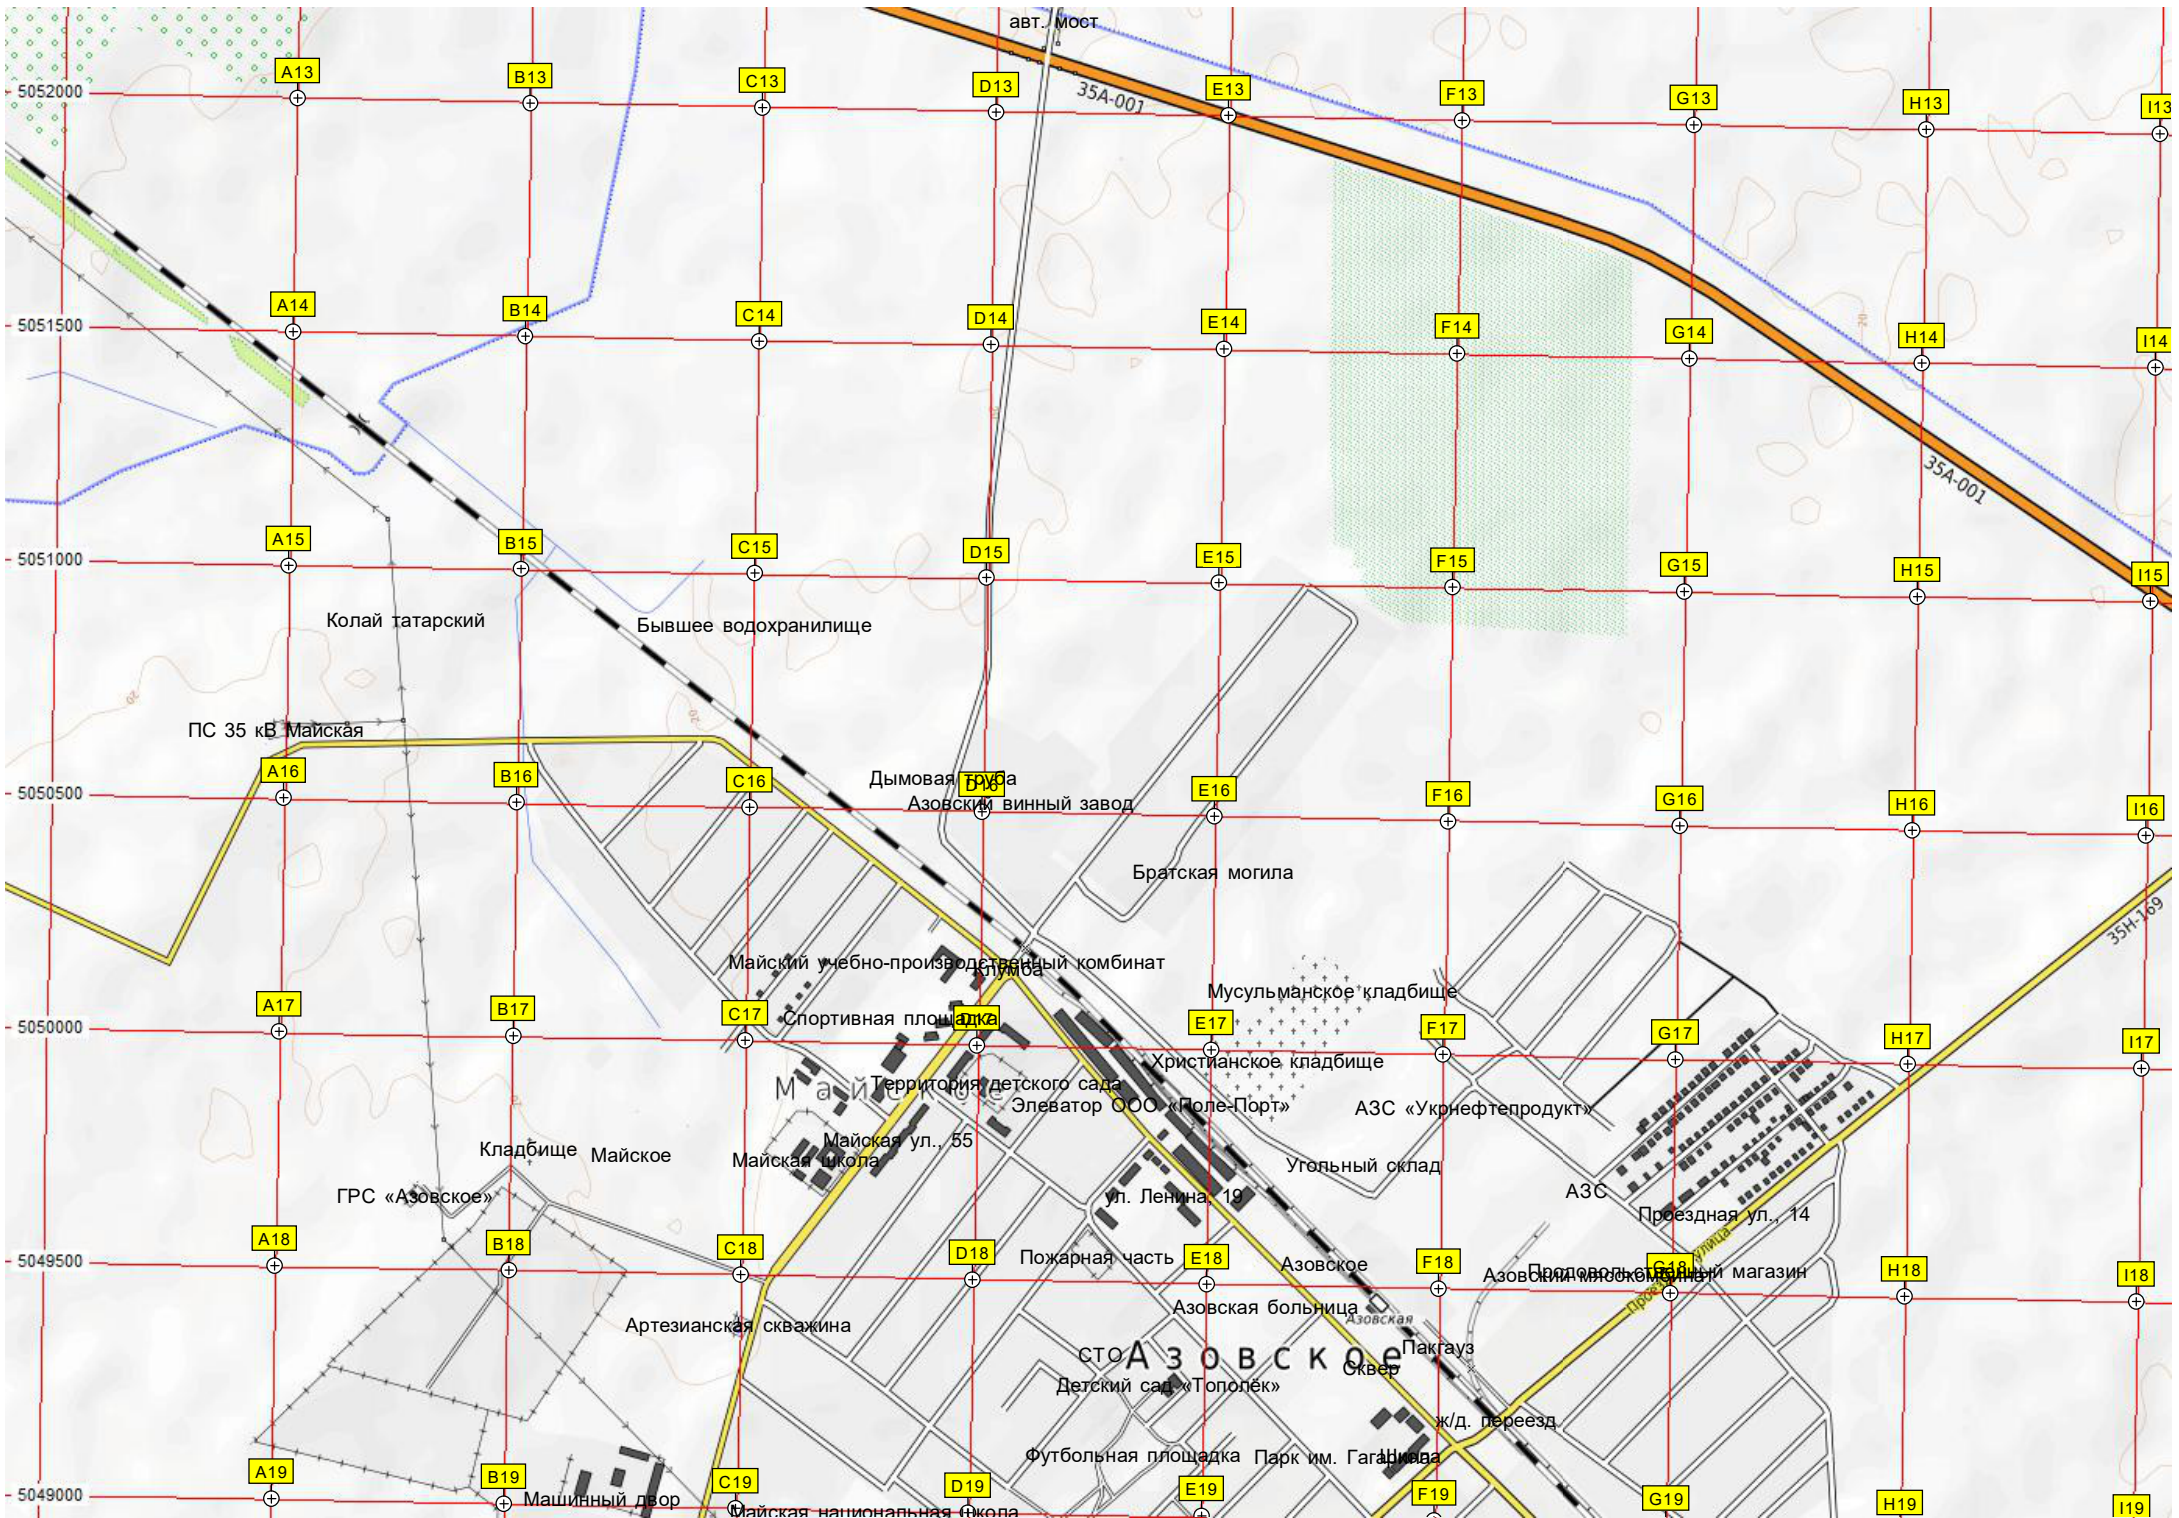 авт. мост
A13
B13
C13
D13
E13
F13
G13
H13
I13
5052000
35А-001
A14
B14
C14
D14
E14
F14
G14
H14
I14
5051500
20
35А-001
A15
B15
C15
D15
E15
F15
G15
H15
I15
5051000
Колай татарский
Бывшее водохранилище
20
20
ПС 35 кВ Майская
A16
B16
C16
D16
E16
F16
G16
H16
I16
Дымовая труба
5050500
Азовский винный завод
Братская могила
35Н-169
Майский учебно-производственный комбинат
Клумба
Мусульманское кладбище
A17
B17
C17
D17
E17
F17
G17
H17
I17
Спортивная площадка
5050000
Христианское кладбище
Майское
Территория детского сада
Элеватор ООО «Поле-Порт»
АЗС «Укрнефтепродукт»
Майская ул., 55
Кладбище
Майское
Майская школа
Угольный склад
ГРС «Азовское»
ул. Ленина, 19
АЗС
Проездная ул., 14
A18
B18
C18
D18
E18
F18
G18
H18
I18
5049500
Пожарная часть
Азовское
Азовский мясокомбинат
Продовольственный магазин
Проездная улица
Азовская больница
Азовская
Артезианская скважина
СТО
Азовское
Пакгауз
Сквер
Детский сад «Тополёк»
ж/д. переезд
Футбольная площадка
Парк им. Гагарина
Школа
A19
B19
C19
D19
E19
F19
G19
H19
I19
5049000
Машинный двор
Майская национальная школа